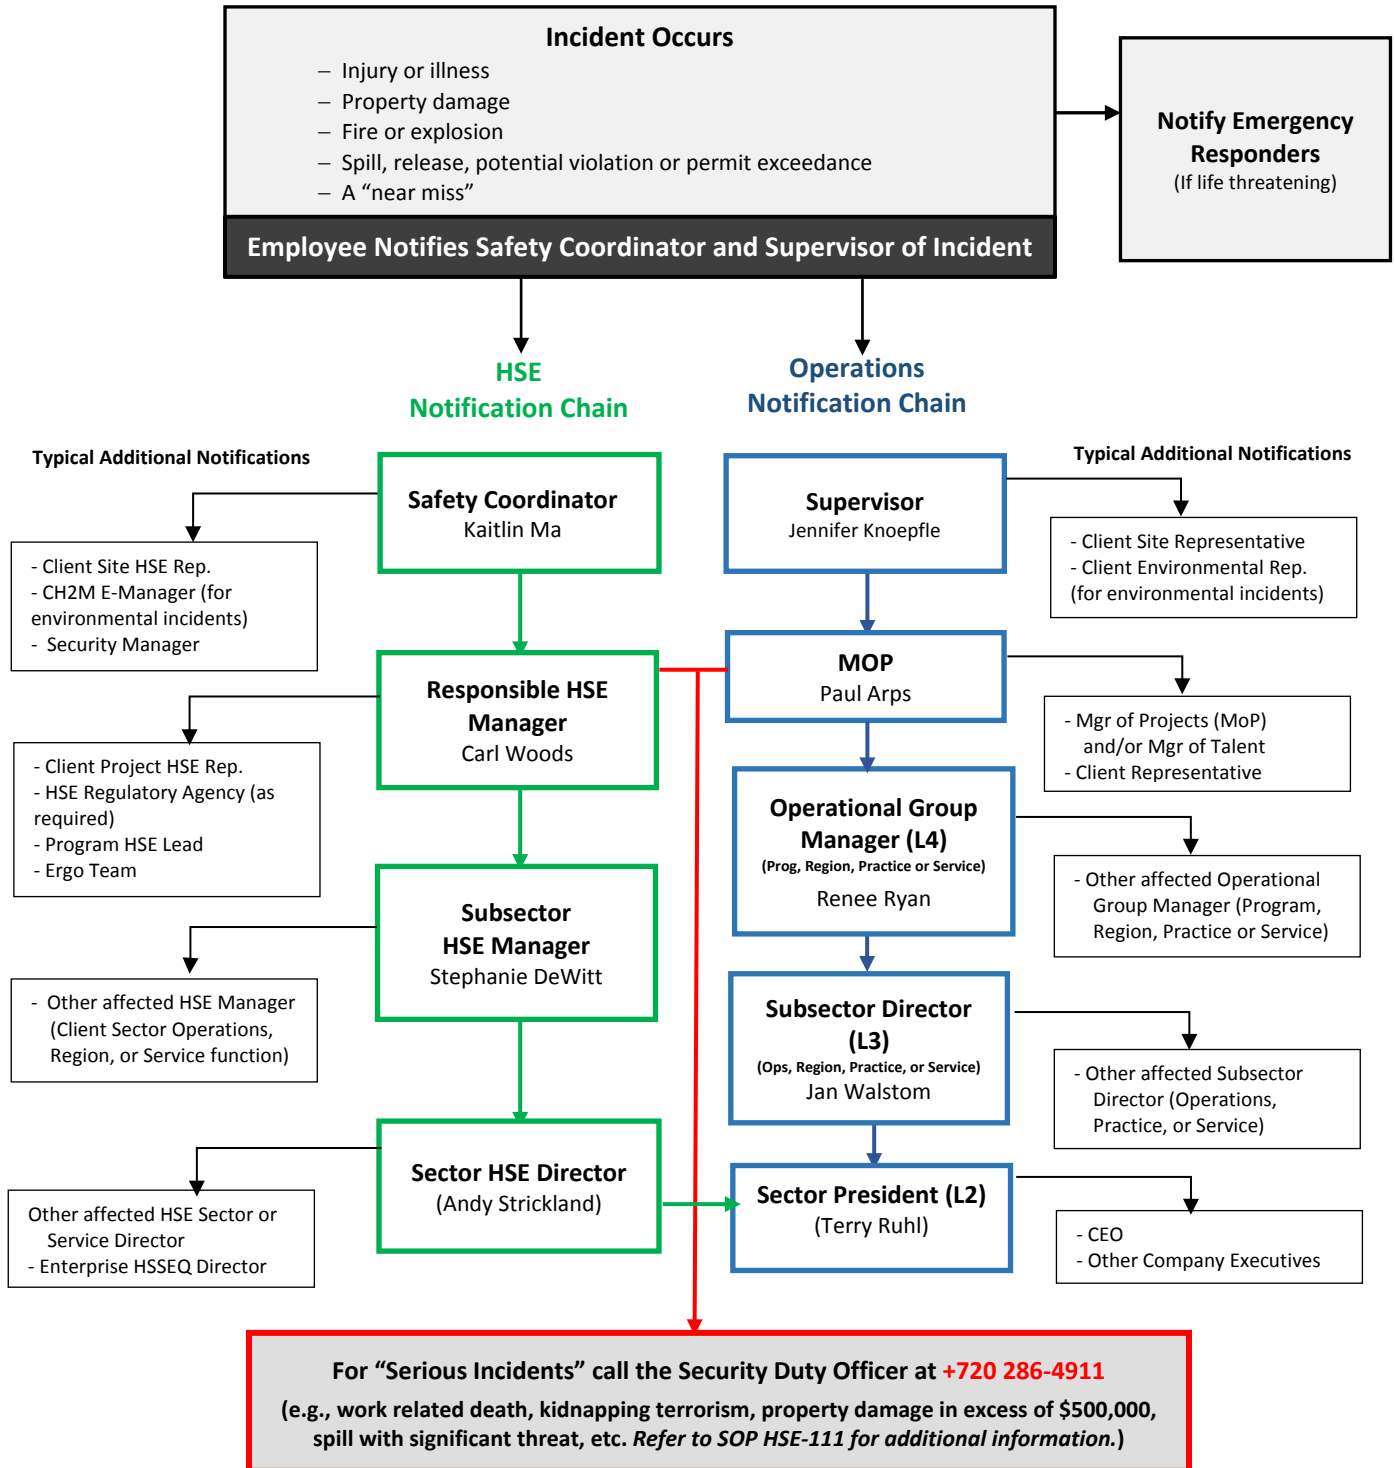 Incident Occurs
– Injury or illness
– Property damage
– Fire or explosion
– Spill, release, potential violation or permit exceedance
– A “near miss”
Employee Notifies Safety Coordinator and Supervisor of Incident
Notify Emergency
Responders
(If life threatening)
HSE
Notification Chain
Operations
Notification Chain
Typical Additional Notifications
Safety Coordinator
Kaitlin Ma
- Client Site HSE Rep.
- CH2M E-Manager (for
environmental incidents)
- Security Manager
Responsible HSE
Manager
Carl Woods
- Client Project HSE Rep.
- HSE Regulatory Agency (as
required)
- Program HSE Lead
- Ergo Team
Subsector
HSE Manager
Stephanie DeWitt
- Other affected HSE Manager
(Client Sector Operations,
Region, or Service function)
Sector HSE Director
(Andy Strickland)
Other affected HSE Sector or
Service Director
- Enterprise HSSEQ Director
Typical Additional Notifications
Supervisor
Jennifer Knoepfle
- Client Site Representative
- Client Environmental Rep.
(for environmental incidents)
MOP
Paul Arps
- Mgr of Projects (MoP)
and/or Mgr of Talent
- Client Representative
Operational Group
Manager (L4)
(Prog, Region, Practice or Service)
Renee Ryan
- Other affected Operational
Group Manager (Program,
Region, Practice or Service)
Subsector Director
(L3)
(Ops, Region, Practice, or Service)
Jan Walstom
- Other affected Subsector
Director (Operations,
Practice, or Service)
Sector President (L2)
(Terry Ruhl)
- CEO
- Other Company Executives
For “Serious Incidents” call the Security Duty Officer at +720 286-4911
(e.g., work related death, kidnapping terrorism, property damage in excess of $500,000,
spill with significant threat, etc. Refer to SOP HSE-111 for additional information.)